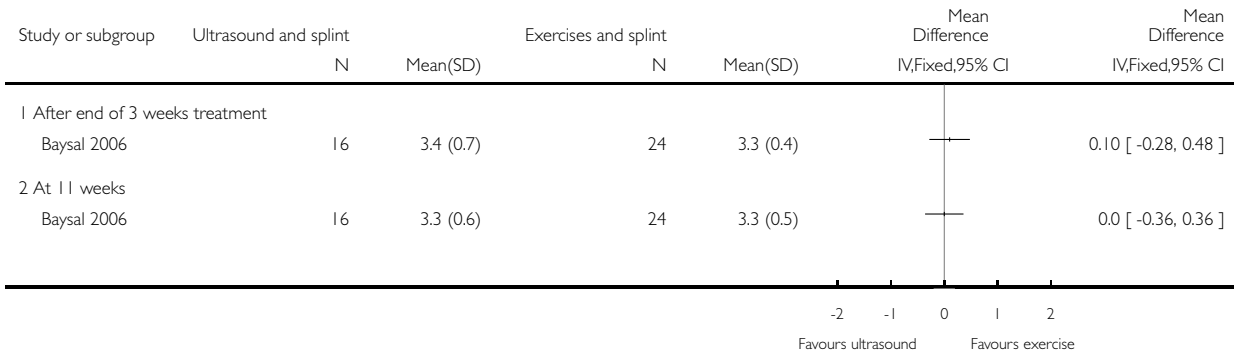 Study or subgroup Ultrasound and splint Exercises and splint Mean Difference Mean Difference
N Mean(SD) N Mean(SD) IV,Fixed,95% CI IV,Fixed,95% CI
1 After end of 3 weeks treatment
Baysal 2006 16 3.4 (0.7) 24 3.3 (0.4) 0.10 [ -0.28, 0.48 ]
2 At 11 weeks
Baysal 2006 16 3.3 (0.6) 24 3.3 (0.5) 0.0 [ -0.36, 0.36 ]
-2 -1 0 1 2
Favours ultrasound Favours exercise